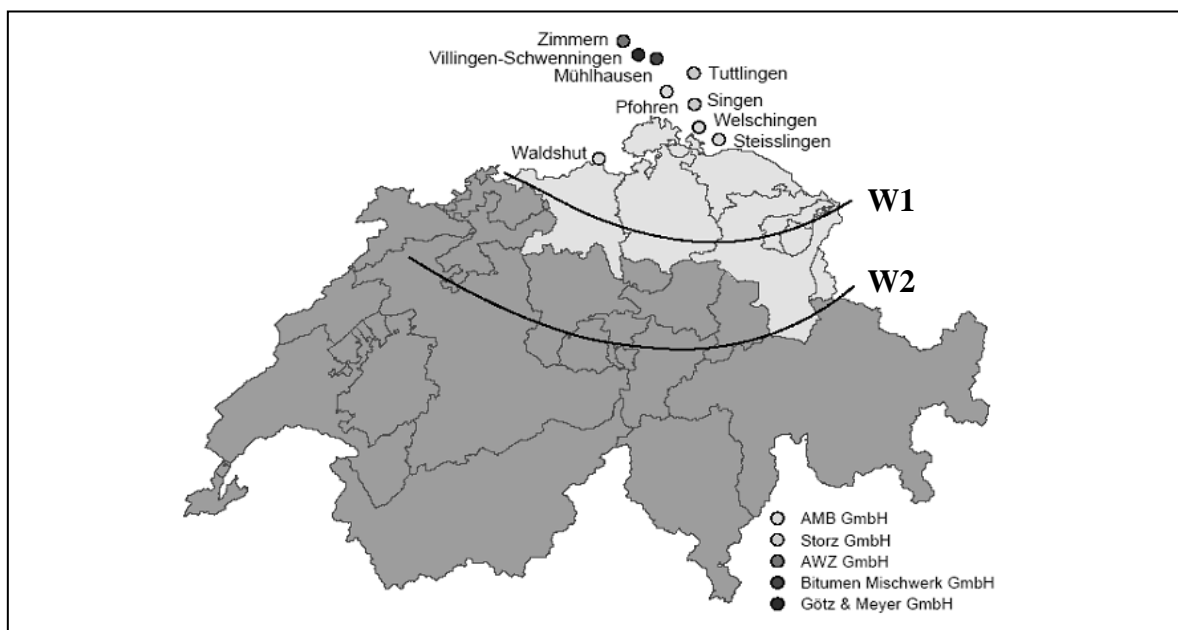 Zimmern
Villingen-Schwenningen
Mühlhausen
Tuttlingen
Pfohren
Singen
Welschingen
Steisslingen
Waldshut
W1
W2
AMB GmbH
Storz GmbH
AWZ GmbH
Bitumen Mischwerk GmbH
Götz & Meyer GmbH